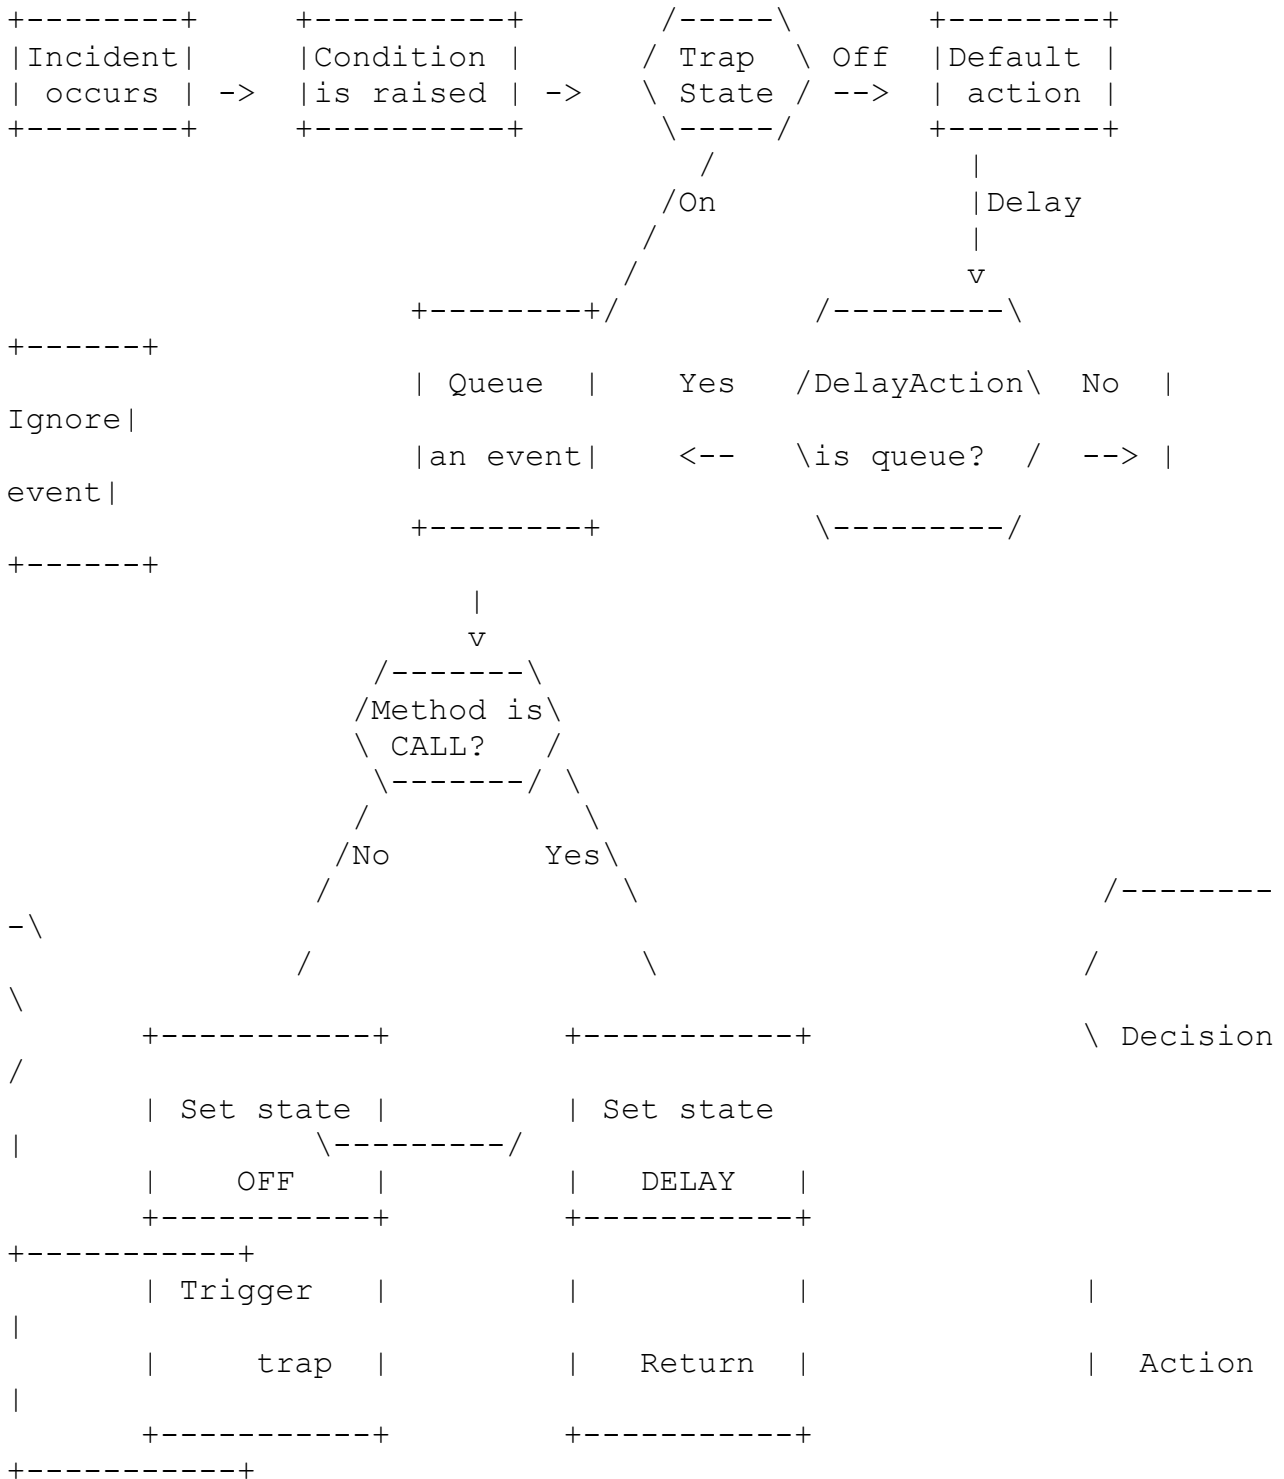 +--------+     +----------+       /-----\       +--------+
|Incident|     |Condition |      / Trap  \ Off  |Default |
| occurs | ->  |is raised | ->   \ State / -->  | action |
+--------+     +----------+       \-----/       +--------+
                                    /             |
                                  /On             |Delay
                                 /                |
                                /                 v
                     +--------+/          /---------\
+------+
                     | Queue  |    Yes   /DelayAction\  No  |
Ignore|
                     |an event|    <--   \is queue?  /  --> |
event|
                     +--------+           \---------/
+------+
                        |
                        v
                   /-------\
                  /Method is\
                  \ CALL?   /
                   \-------/ \
                  /           \
                 /No        Yes\
                /               \                        /--------
-\
               /                 \                      /
\
       +-----------+         +-----------+              \ Decision
/
       | Set state |         | Set state
|               \---------/
       |    OFF    |         |   DELAY   |
       +-----------+         +-----------+
+-----------+
       | Trigger   |         |           |              |
|
       |     trap  |         |   Return  |              |  Action
|
       +-----------+         +-----------+
+-----------+